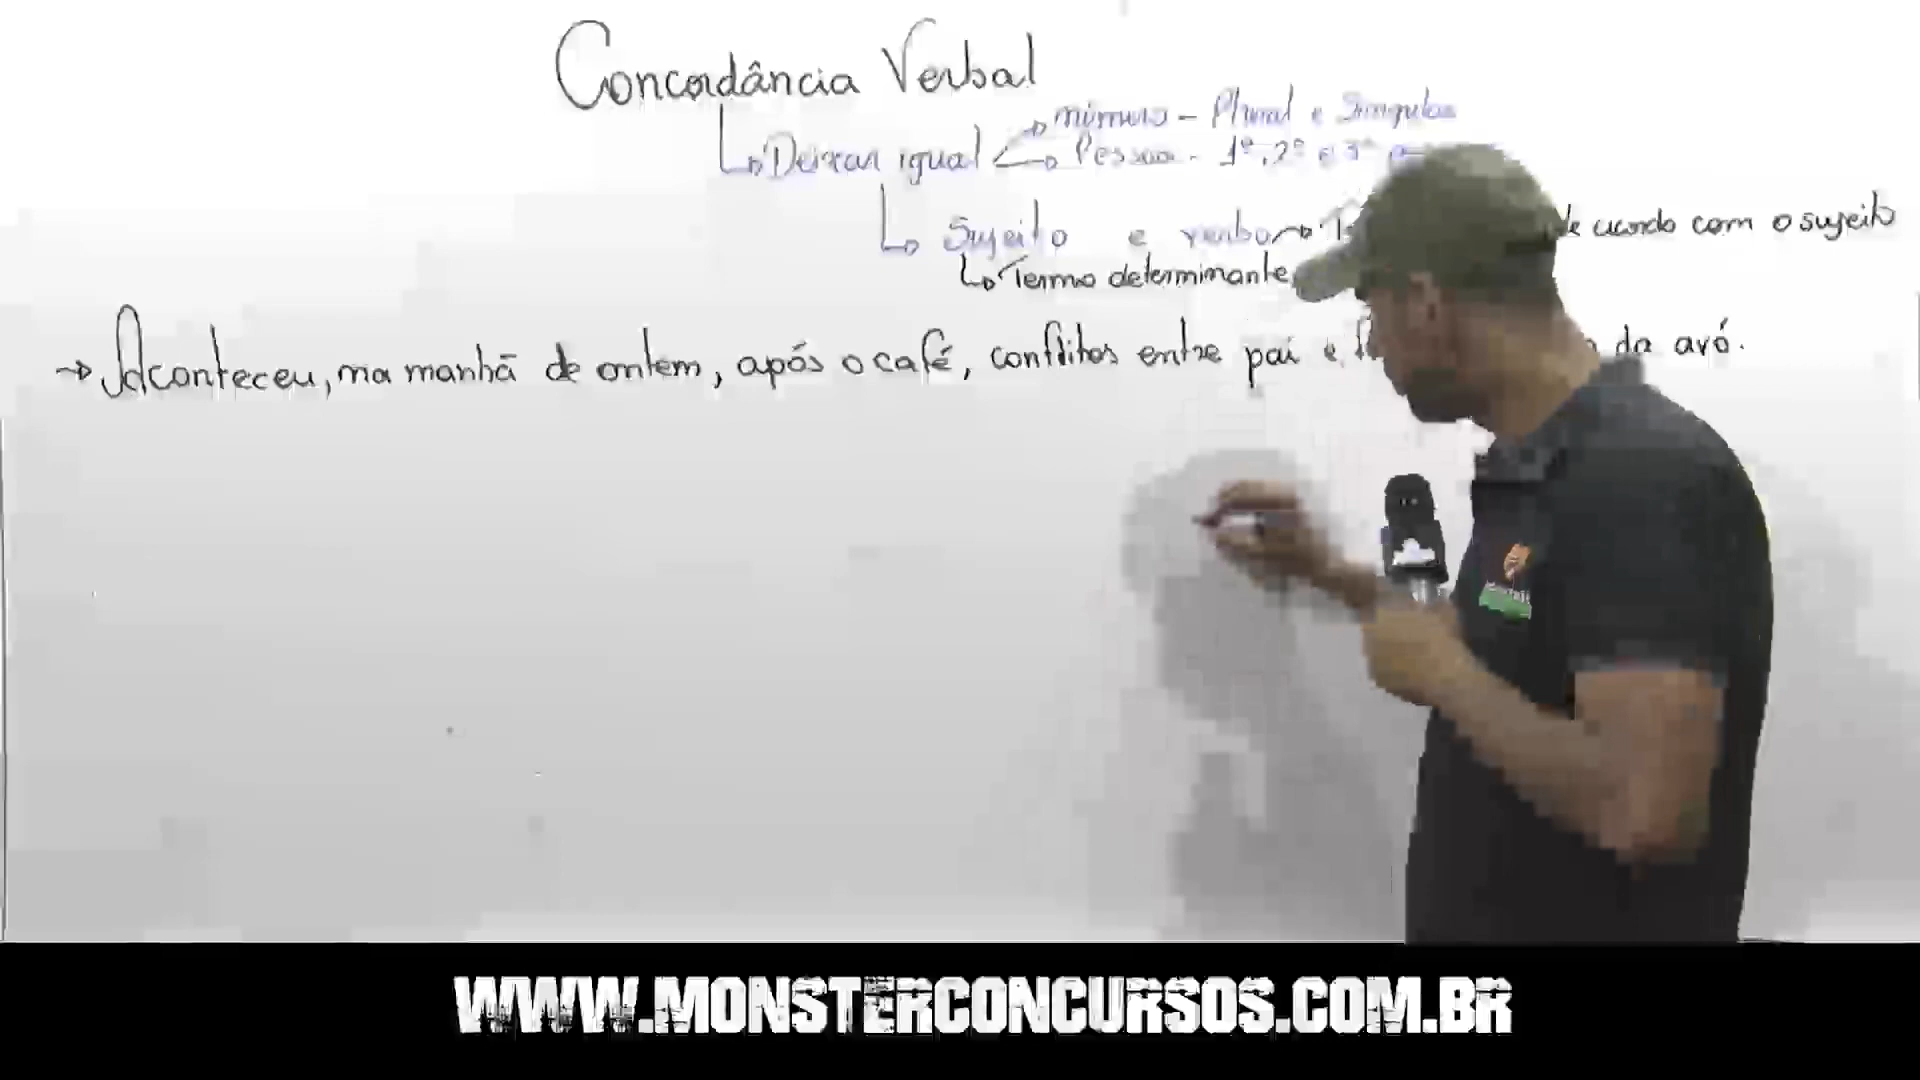 Concordância Verbal
↳ Deixar igual → número - Plural e Singular
→ Pessoa - 1ª, 2ª e 3ª
↳ Sujeito e verbo → de acordo com o sujeito
↳ Termo determinante
→ Aconteceu, na manhã de ontem, após o café, conflitos entre pai e da avó.
WWW.MONSTERCONCURSOS.COM.BR